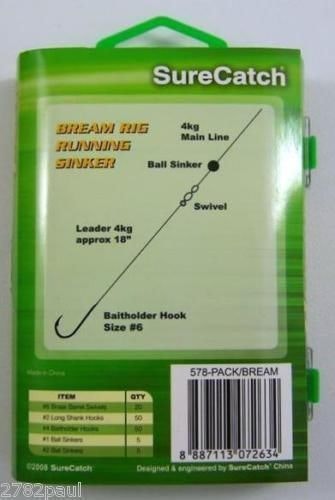 SureCatch®
BREAM RIG
RUNNING
SINKER
4kg
Main Line
Ball Sinker
Swivel
Leader 4kg
approx 18"
Baitholder Hook
Size #6
Made in China
578-PACK/BREAM
ITEM QTY
#8 Brass Barrel Swivels 20
#2 Long Shank Hooks 50
#4 Baitholder Hooks 50
#1 Ball Sinkers 5
#2 Ball Sinkers 5
8 887113 072634
©2008 SureCatch
Designed & engineered by SureCatch® China
2782paul